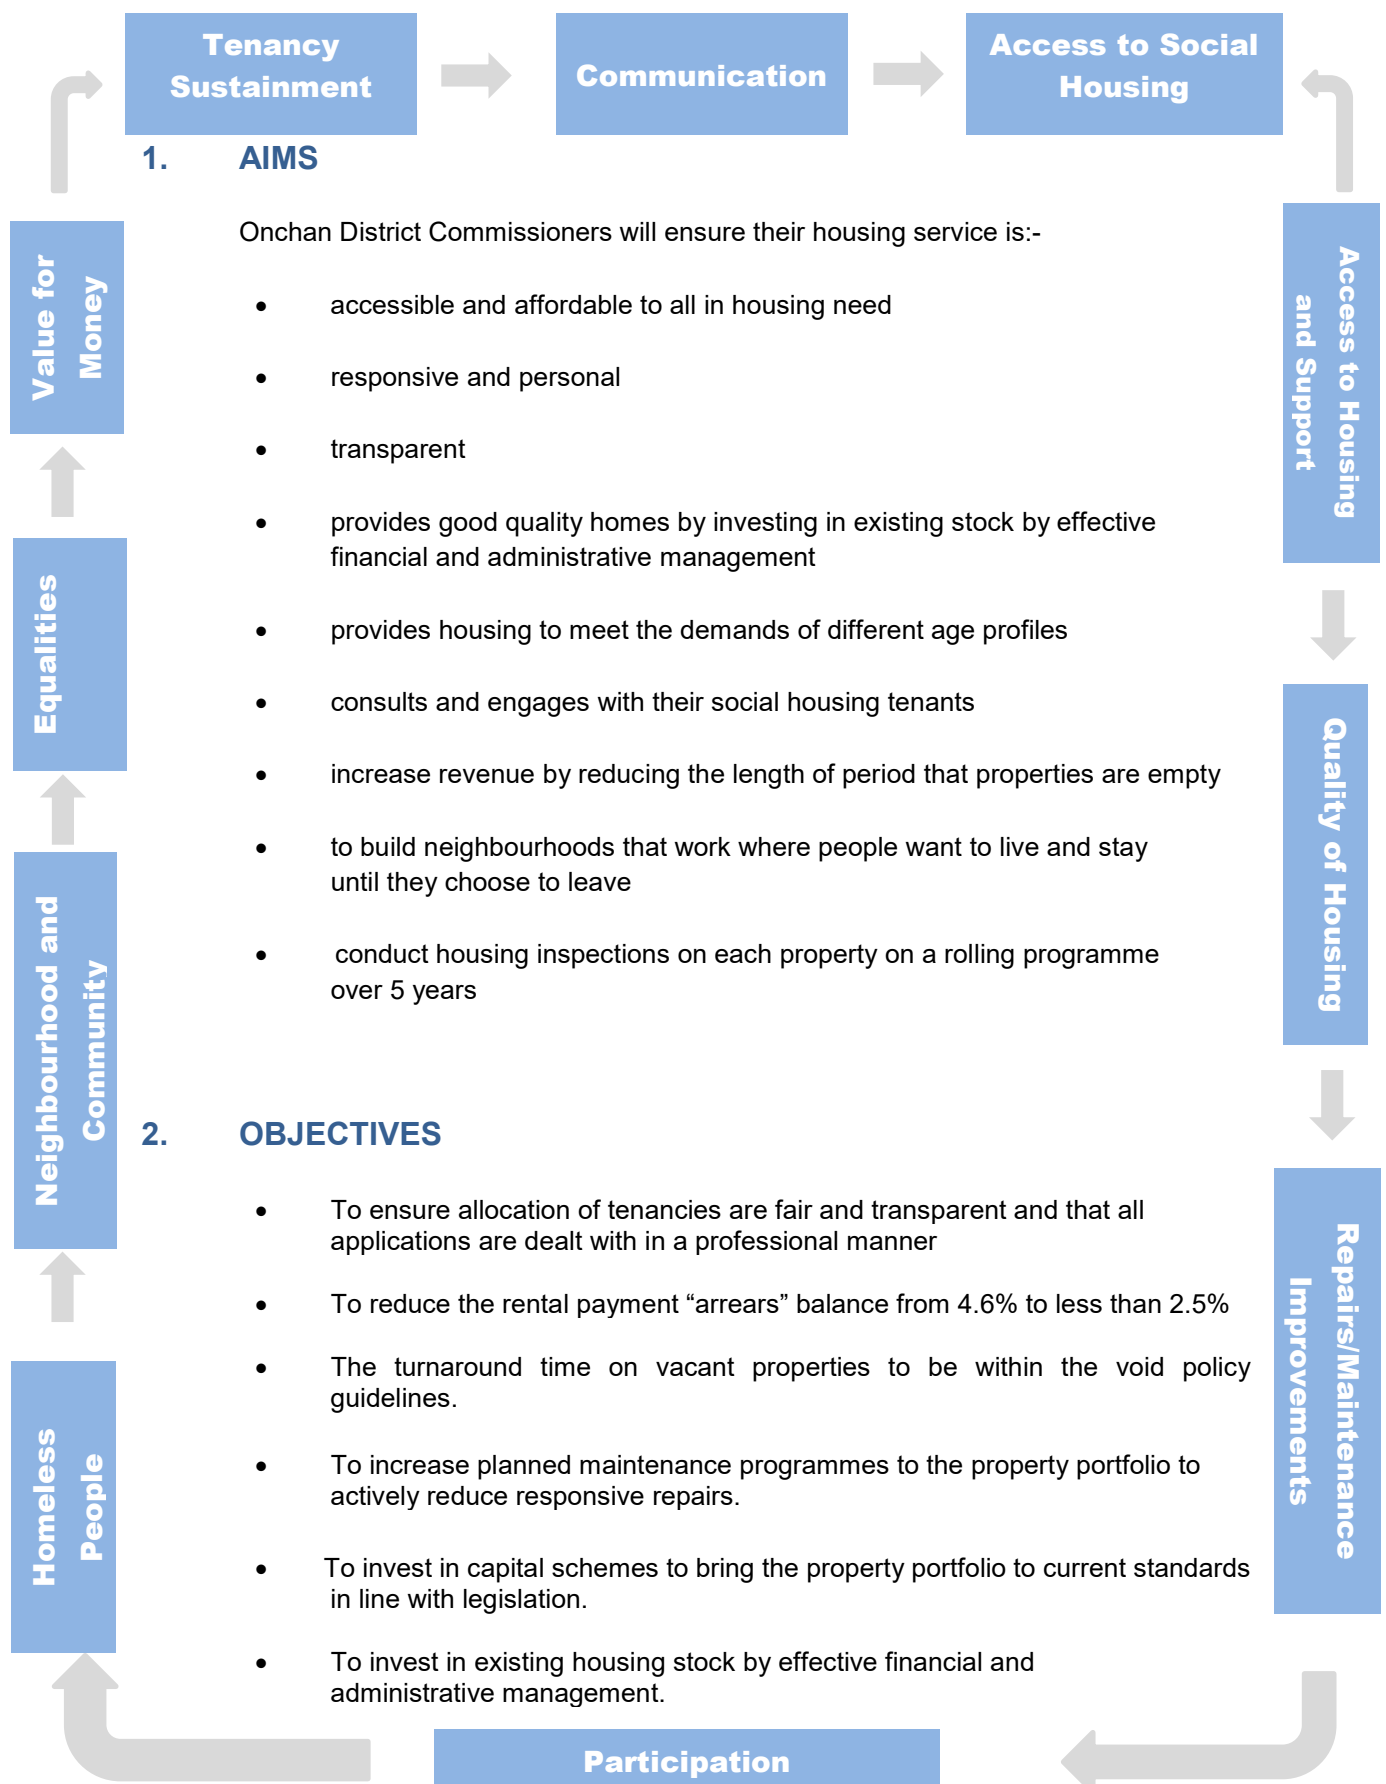 Tenancy
Sustainment
Communication
Access to Social
Housing
1. AIMS
Onchan District Commissioners will ensure their housing service is:-
• accessible and affordable to all in housing need
• responsive and personal
• transparent
• provides good quality homes by investing in existing stock by effective
financial and administrative management
• provides housing to meet the demands of different age profiles
• consults and engages with their social housing tenants
• increase revenue by reducing the length of period that properties are empty
• to build neighbourhoods that work where people want to live and stay
until they choose to leave
• conduct housing inspections on each property on a rolling programme
over 5 years
2. OBJECTIVES
• To ensure allocation of tenancies are fair and transparent and that all
applications are dealt with in a professional manner
• To reduce the rental payment “arrears” balance from 4.6% to less than 2.5%
• The turnaround time on vacant properties to be within the void policy
guidelines.
• To increase planned maintenance programmes to the property portfolio to
actively reduce responsive repairs.
• To invest in capital schemes to bring the property portfolio to current standards
in line with legislation.
• To invest in existing housing stock by effective financial and
administrative management.
Access to Housing
and Support
Quality of Housing
Repairs/Maintenance
Improvements
Participation
Homeless
People
Neighbourhood and
Community
Equalities
Value for
Money